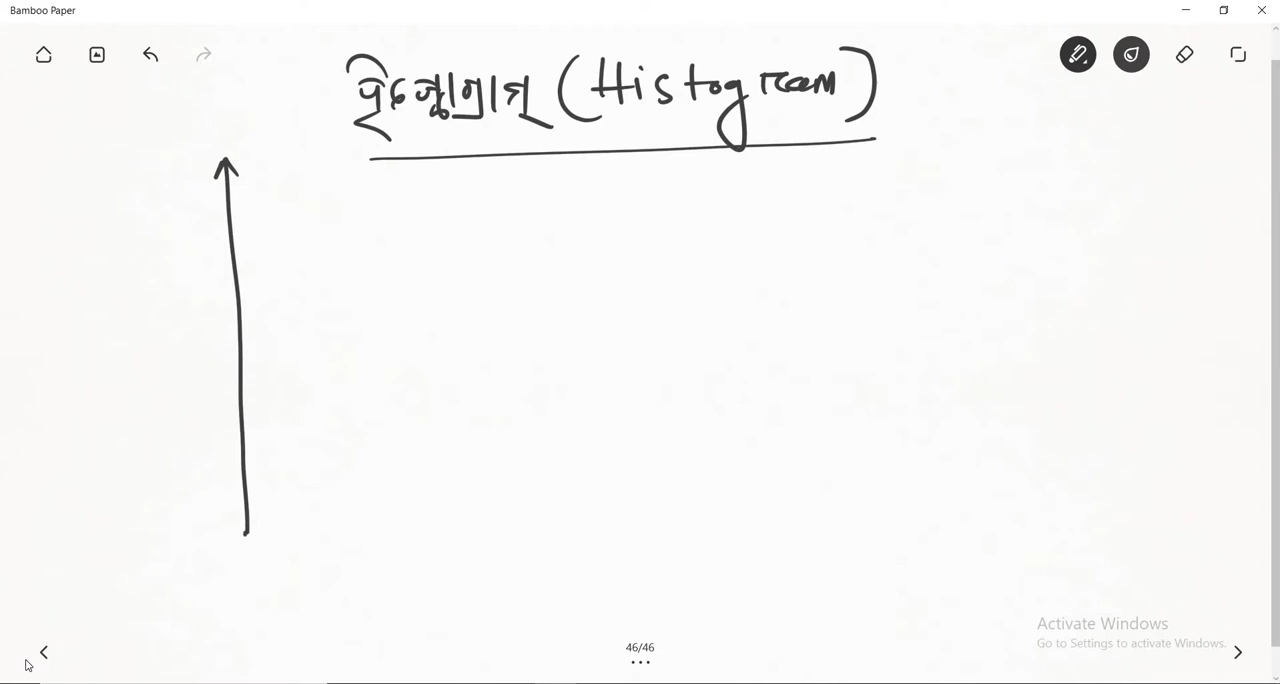 Bamboo Paper
হিস্টোগ্রাম (Histogram)
46/46
Activate Windows
Go to Settings to activate Windows.